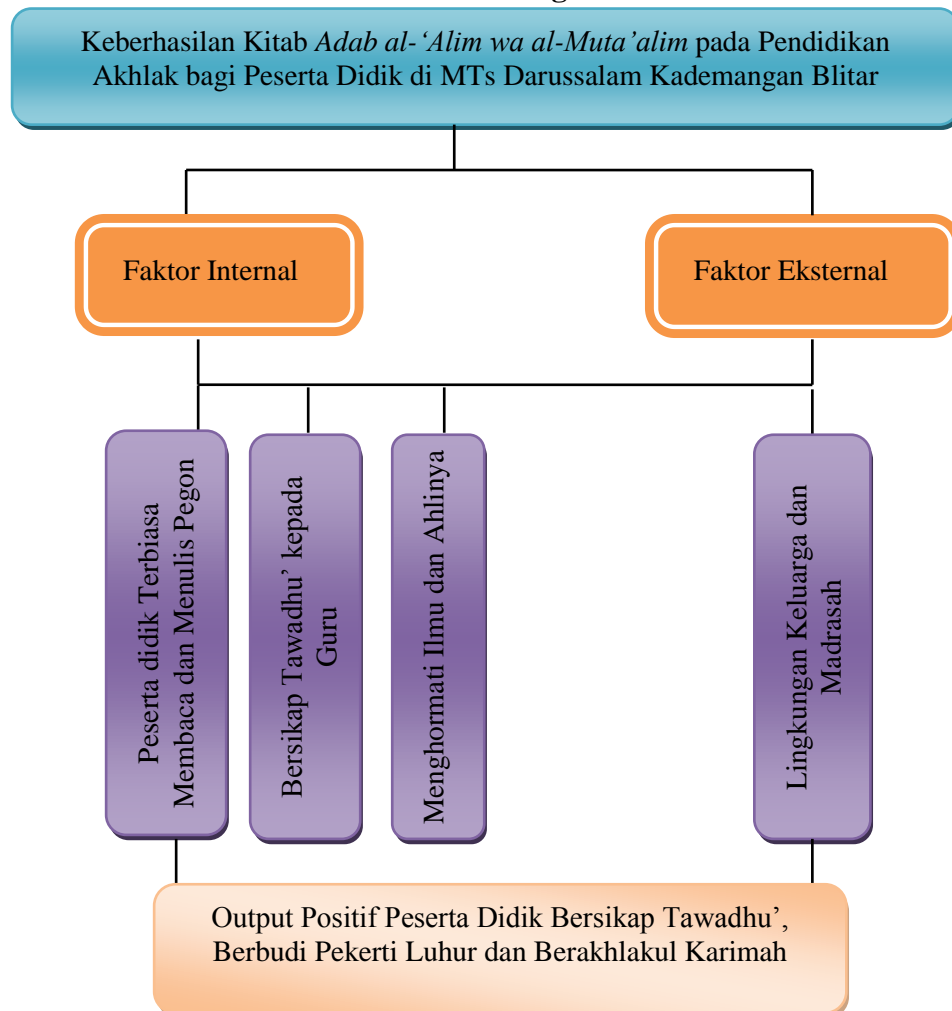 Keberhasilan Kitab Adab al-‘Alim wa al-Muta’alim pada Pendidikan
Akhlak bagi Peserta Didik di MTs Darussalam Kademangan Blitar
Faktor Internal
Faktor Eksternal
Peserta didik Terbiasa
Membaca dan Menulis Pegon
Bersikap Tawadhu’ kepada
Guru
Menghormati Ilmu dan Ahlinya
Lingkungan Keluarga dan
Madrasah
Output Positif Peserta Didik Bersikap Tawadhu’,
Berbudi Pekerti Luhur dan Berakhlakul Karimah